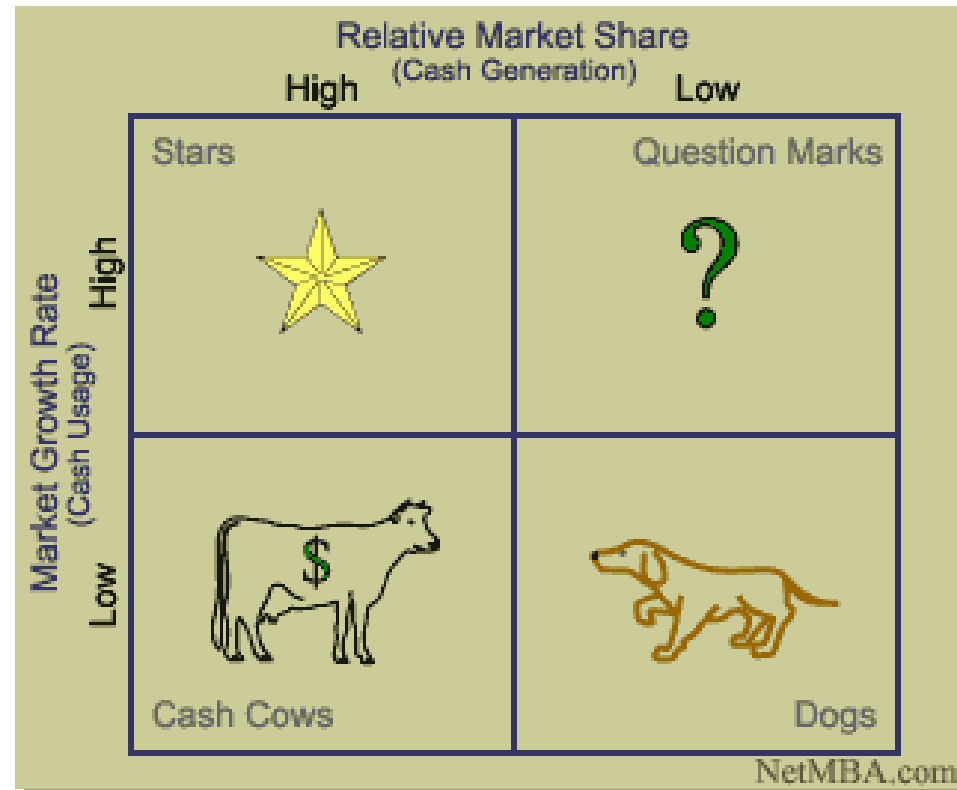 Relative Market Share
(Cash Generation)
High
Low
Stars
Question Marks
?
Market Growth Rate
(Cash Usage)
High
Low
$
Cash Cows
Dogs
NetMBA.com